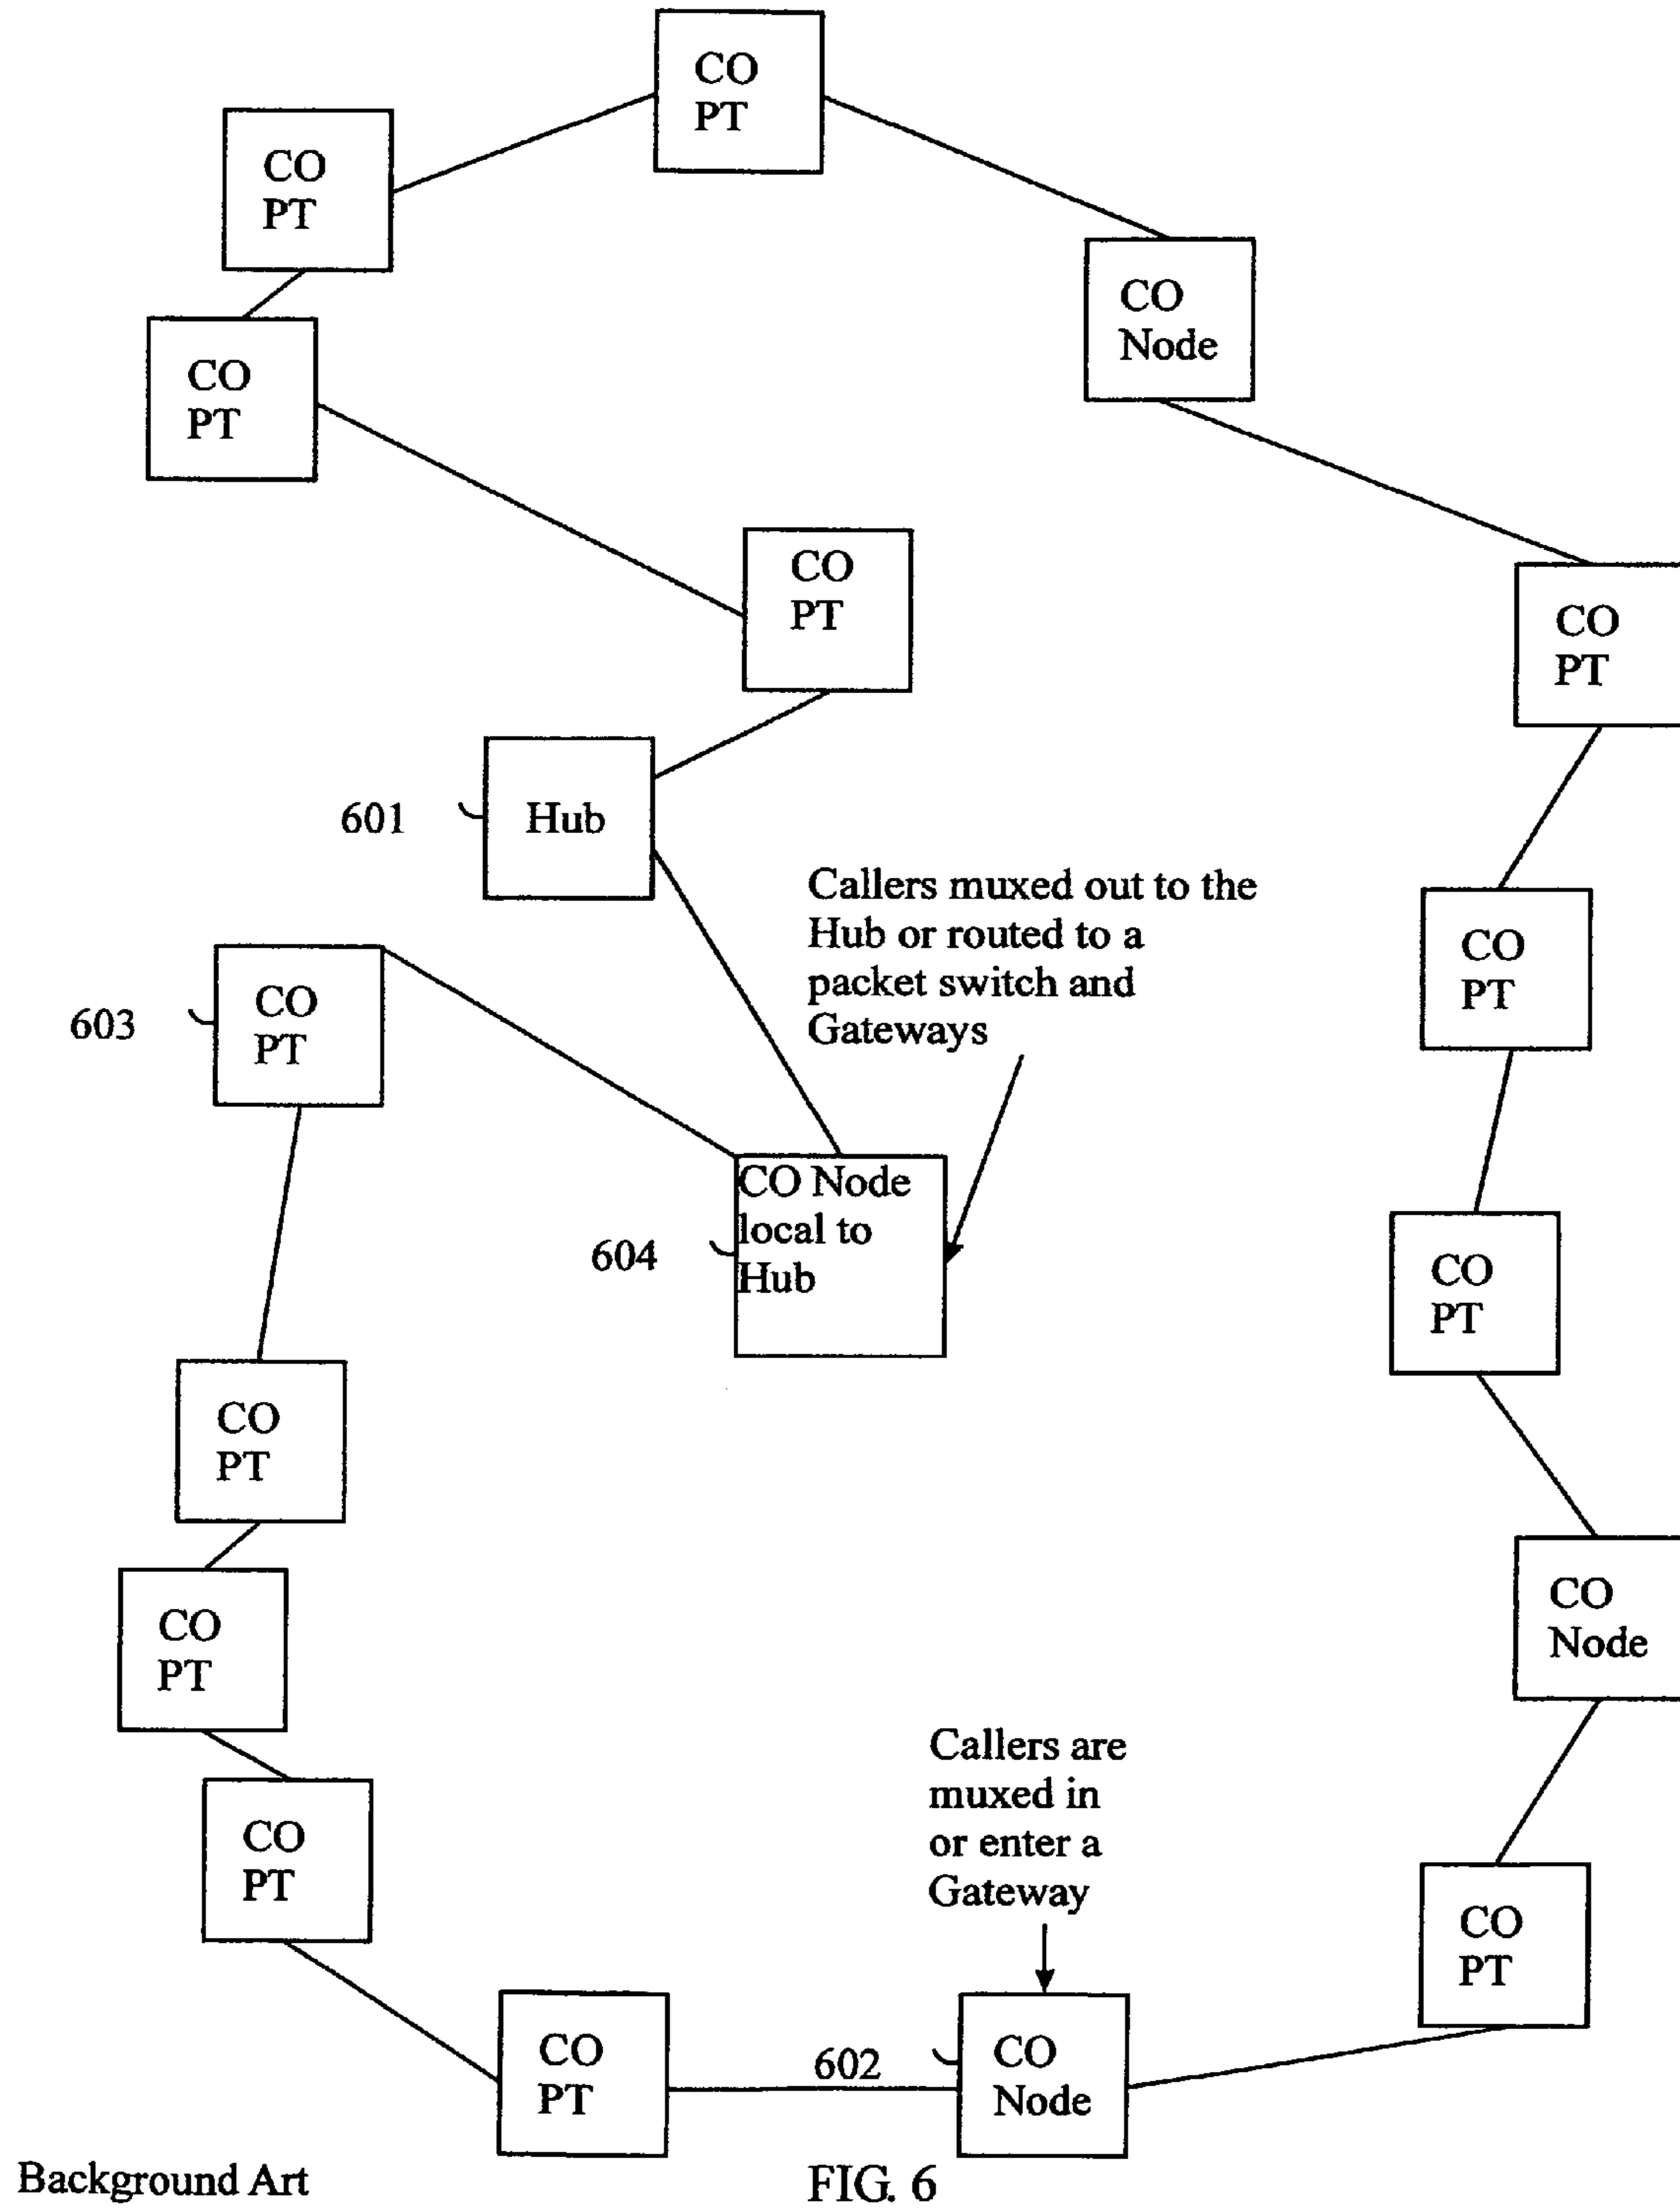 CO
PT
CO
PT
CO
Node
CO
PT
CO
PT
CO
PT
601
Hub
Callers muxed out to the
Hub or routed to a
packet switch and
Gateways
CO
PT
603
CO
PT
CO Node
local to
Hub
604
CO
PT
CO
PT
CO
Node
CO
PT
Callers are
muxed in
or enter a
Gateway
CO
PT
CO
PT
CO
PT
602
CO
Node
Background Art
FIG. 6